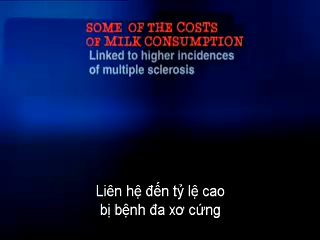 SOME OF THE COSTS
OF MILK CONSUMPTION
Linked to higher incidences
of multiple sclerosis
Liên hệ đến tỷ lệ cao
bị bệnh đa xơ cứng